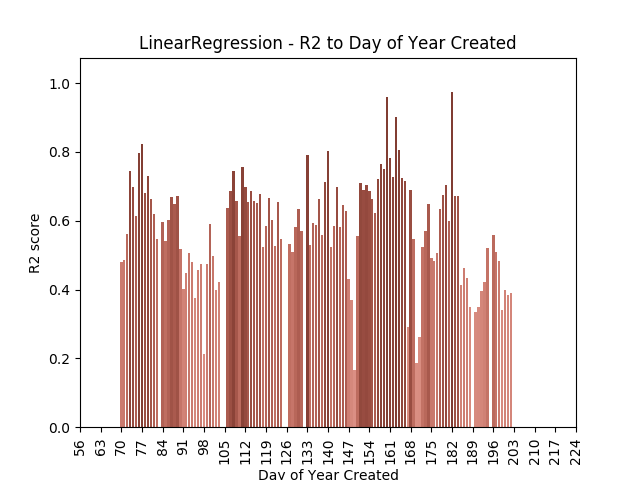 LinearRegression - R2 to Day of Year Created
1.0
0.8
0.6
0.4
0.2
0.0
R2 score
56 63 70 77 84 91 98 105 112 119 126 133 140 147 154 161 168 175 182 189 196 203 210 217 224
Day of Year Created